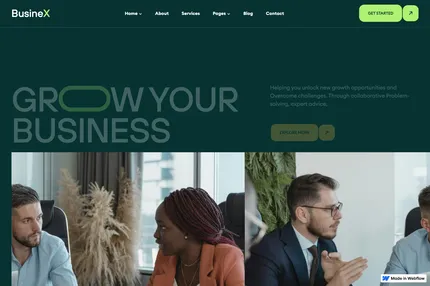 BusineX
Home About Services Pages Blog Contact
GET STARTED
GROW YOUR
BUSINESS
Helping you unlock new growth opportunities and
Overcome challenges. Through collaborative Problem-
solving, expert advice.
EXPLORE MORE
Made in Webflow